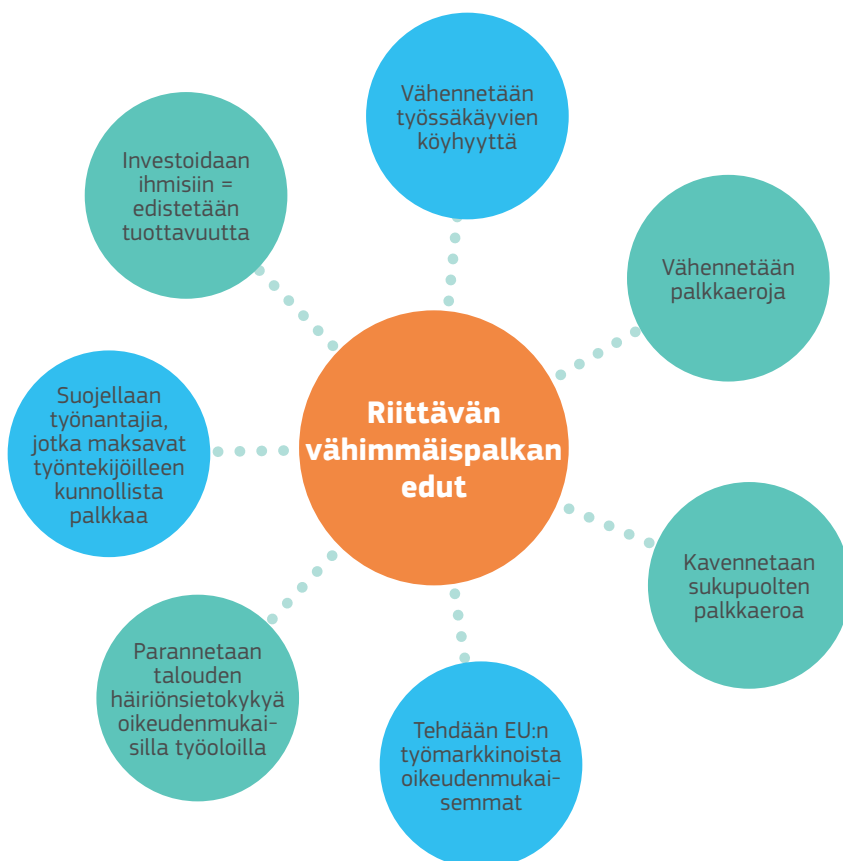 Vähennetään
työssäkäyvien
köyhyyttä
Investoidaan
ihmisiin =
edistetään
tuottavuutta
Vähennetään
palkkaeroja
Suojellaan
työnantajia,
jotka maksavat
työntekijöilleen
kunnollista
palkkaa
Riittävän
vähimmäispalkan
edut
Kavennetaan
sukupuolten
palkkaeroa
Parannetaan
talouden
häiriönsietokykyä
oikeudenmukai-
silla työoloilla
Tehdään EU:n
työmarkkinoista
oikeudenmukai-
semmat